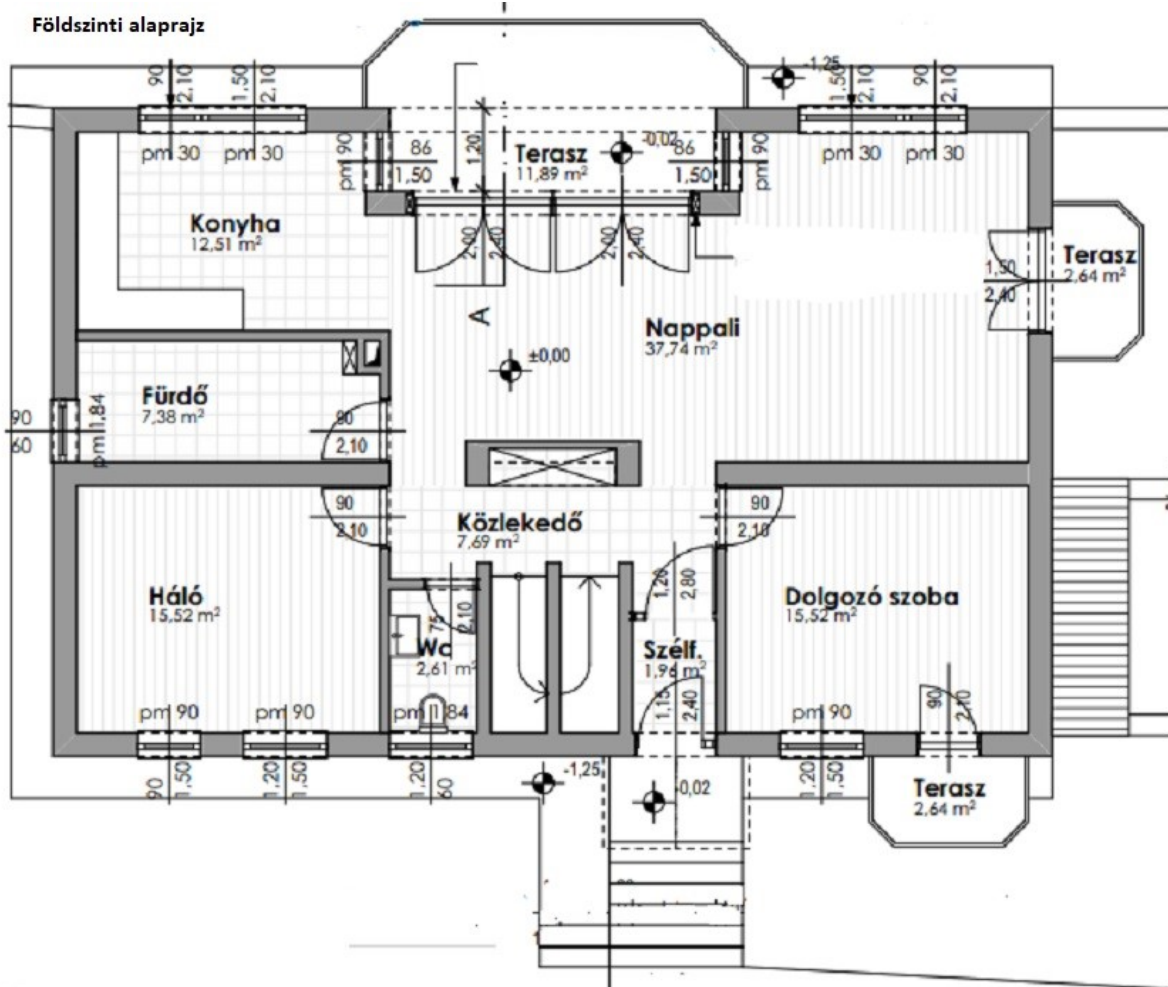 Földszinti alaprajz
90
2,10
1,50
2,10
-1,25
1,50
2,10
90
2,10
pm 30
pm 30
pm 90
86
1,50
1,20
Terasz
11,89 m²
-0,02
86
1,50
pm 90
pm 30
pm 30
Konyha
12,51 m²
2,00
2,40
2,00
2,40
1,50
2,40
Terasz
2,64 m²
A
Nappali
37,74 m²
±0,00
Fürdő
7,38 m²
90
60
pm 1,84
90
2,10
90
2,10
Közlekedő
7,69 m²
90
2,10
Háló
15,52 m²
75
2,10
Wc
2,61 m²
1,20
2,80
Szélf.
1,96 m²
Dolgozó szoba
15,52 m²
pm 90
pm 90
pm 1,84
1,15
2,40
pm 90
90
2,10
90
1,50
1,20
1,50
1,20
60
-1,25
-0,02
1,20
1,50
Terasz
2,64 m²